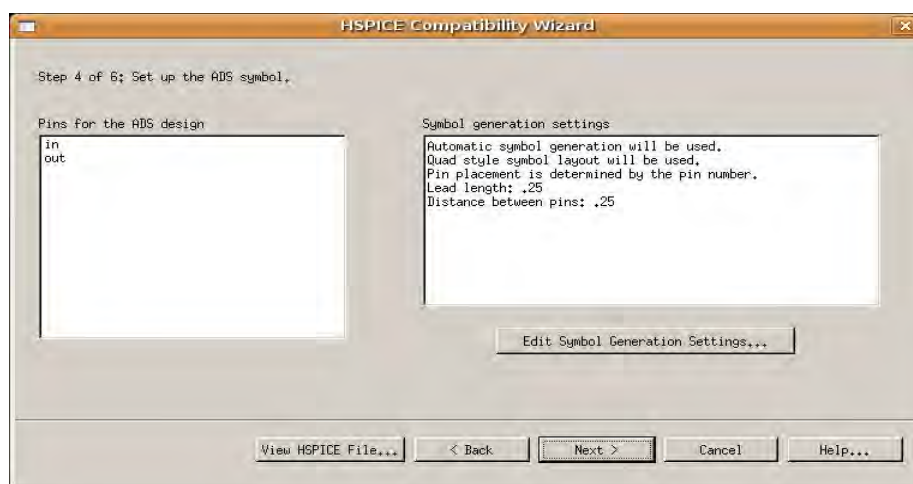 HSPICE Compatibility Wizard
Step 4 of 6: Set up the ADS symbol.
Pins for the ADS design
in
out
Symbol generation settings
Automatic symbol generation will be used.
Quad style symbol layout will be used.
Pin placement is determined by the pin number.
Lead length: .25
Distance between pins: .25
Edit Symbol Generation Settings...
View HSPICE File...
< Back
Next >
Cancel
Help...